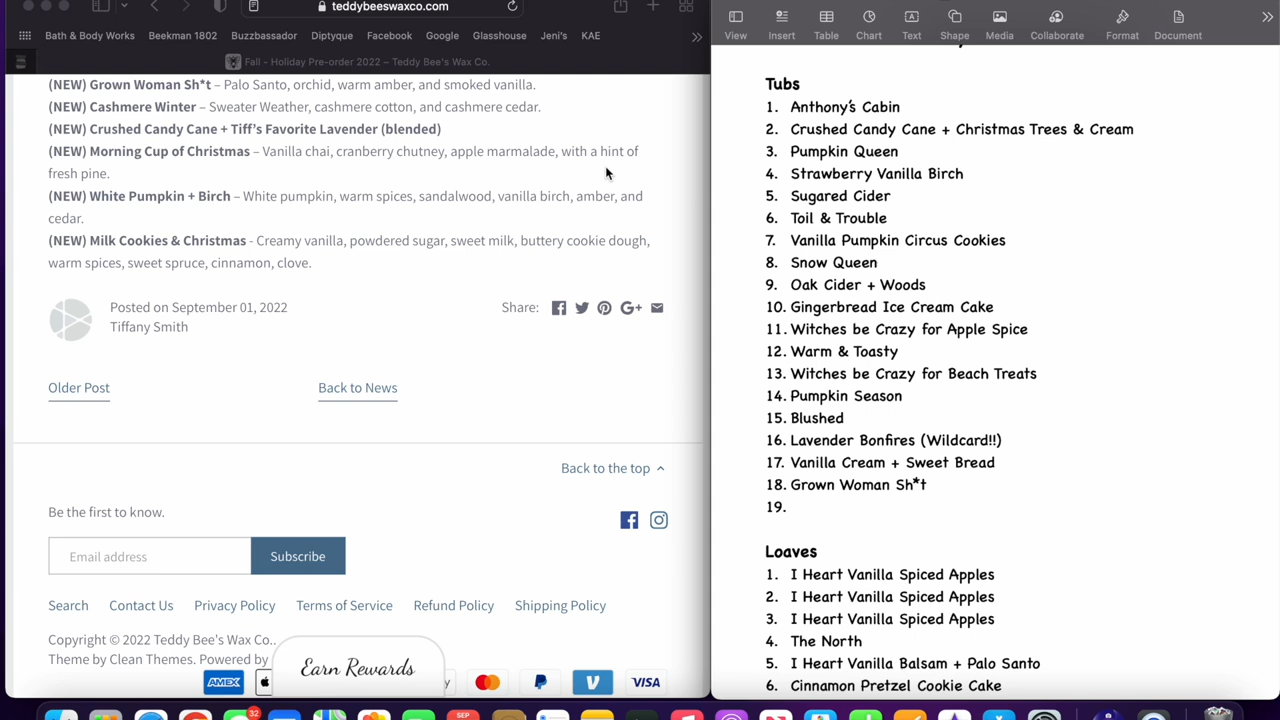 teddybeeswaxco.com
Bath & Body Works Beekman 1802 Buzzbassador Diptyque Facebook Google Glasshouse Jeni's KAE
Fall - Holiday Pre-order 2022 – Teddy Bee's Wax Co.
(NEW) Grown Woman Sh*t – Palo Santo, orchid, warm amber, and smoked vanilla.
(NEW) Cashmere Winter – Sweater Weather, cashmere cotton, and cashmere cedar.
(NEW) Crushed Candy Cane + Tiff's Favorite Lavender (blended)
(NEW) Morning Cup of Christmas – Vanilla chai, cranberry chutney, apple marmalade, with a hint of
fresh pine.
(NEW) White Pumpkin + Birch – White pumpkin, warm spices, sandalwood, vanilla birch, amber, and
cedar.
(NEW) Milk Cookies & Christmas - Creamy vanilla, powdered sugar, sweet milk, buttery cookie dough,
warm spices, sweet spruce, cinnamon, clove.
Posted on September 01, 2022
Tiffany Smith
Share:
Older Post
Back to News
Back to the top
Be the first to know.
Email address
Subscribe
Search Contact Us Privacy Policy Terms of Service Refund Policy Shipping Policy
Copyright © 2022 Teddy Bee's Wax Co..
Theme by Clean Themes. Powered by
Earn Rewards
AMEX
VISA
View Insert Table Chart Text Shape Media Collaborate Format Document
Tubs
1. Anthony's Cabin
2. Crushed Candy Cane + Christmas Trees & Cream
3. Pumpkin Queen
4. Strawberry Vanilla Birch
5. Sugared Cider
6. Toil & Trouble
7. Vanilla Pumpkin Circus Cookies
8. Snow Queen
9. Oak Cider + Woods
10. Gingerbread Ice Cream Cake
11. Witches be Crazy for Apple Spice
12. Warm & Toasty
13. Witches be Crazy for Beach Treats
14. Pumpkin Season
15. Blushed
16. Lavender Bonfires (Wildcard!!)
17. Vanilla Cream + Sweet Bread
18. Grown Woman Sh*t
19.
Loaves
1. I Heart Vanilla Spiced Apples
2. I Heart Vanilla Spiced Apples
3. I Heart Vanilla Spiced Apples
4. The North
5. I Heart Vanilla Balsam + Palo Santo
6. Cinnamon Pretzel Cookie Cake
32
SEP